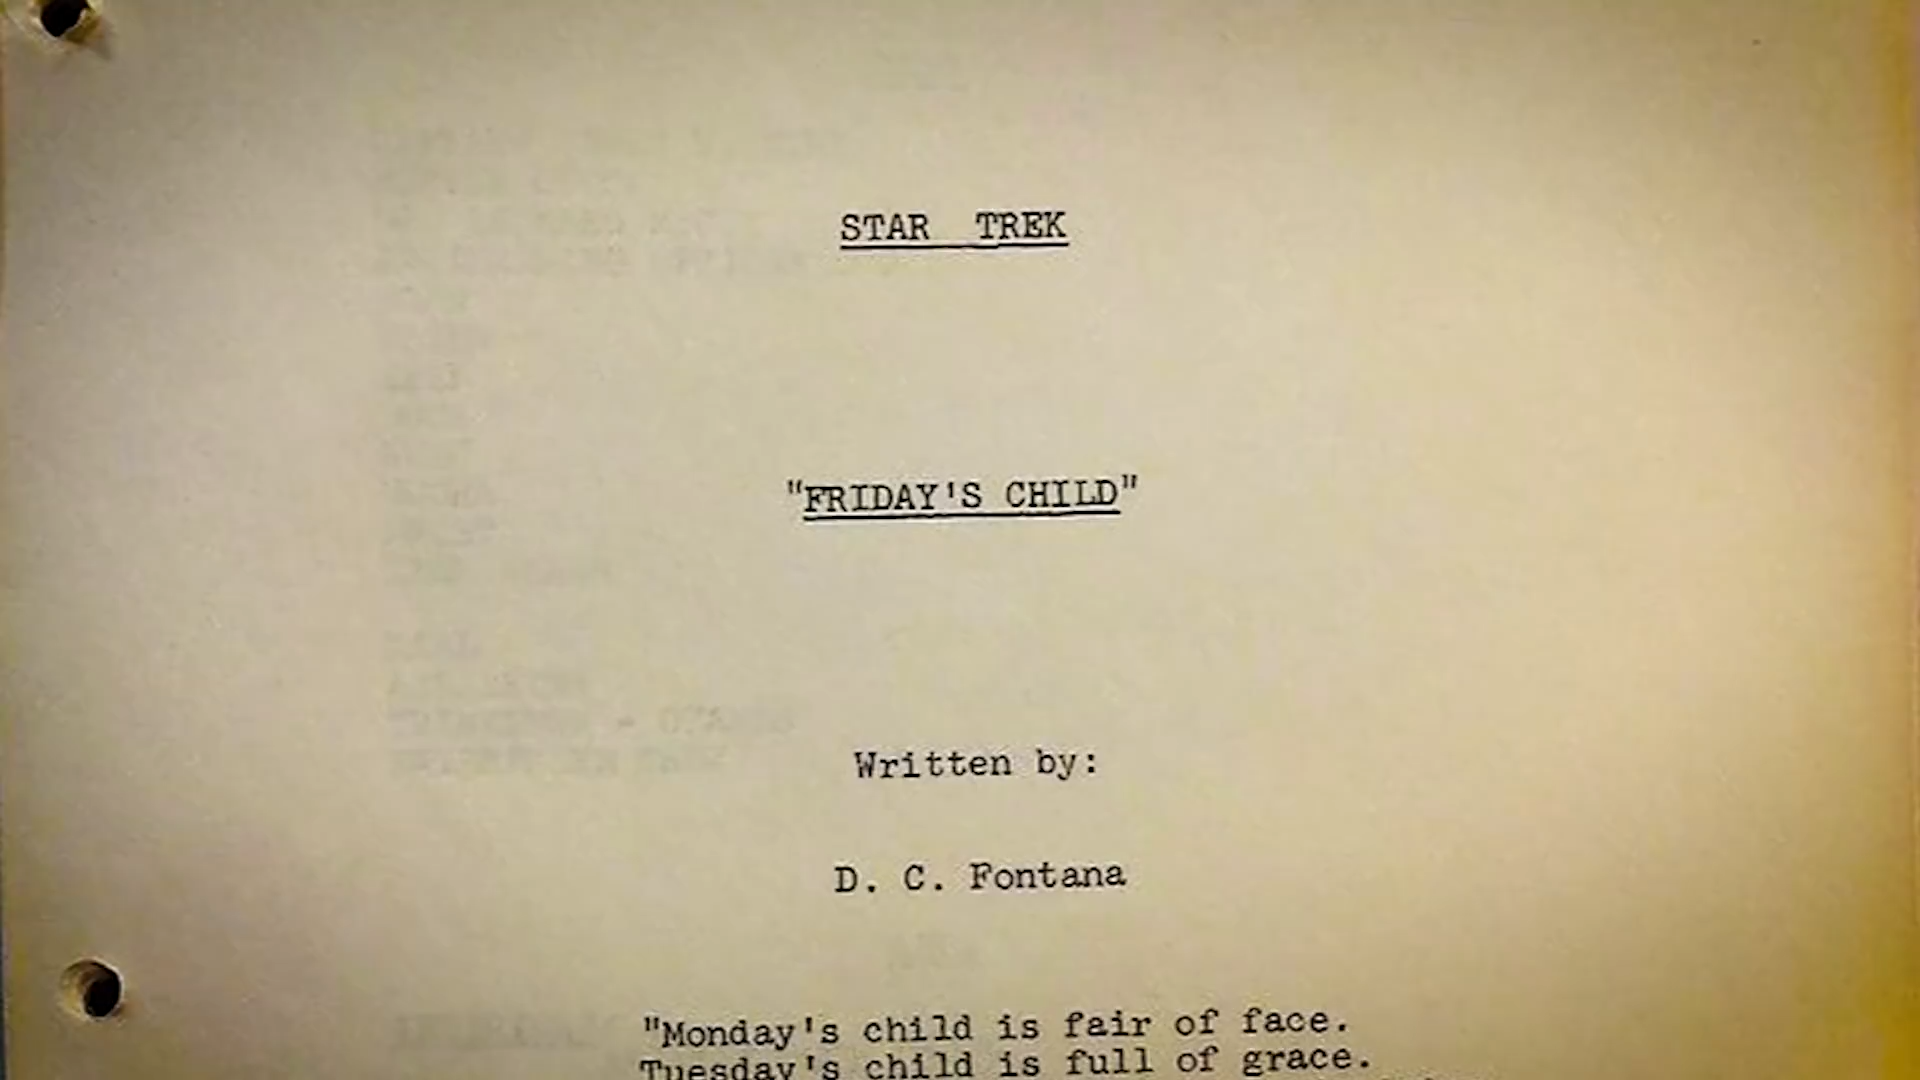 STAR TREK
"FRIDAY'S CHILD"
Written by:
D. C. Fontana
"Monday's child is fair of face.
Tuesday's child is full of grace.